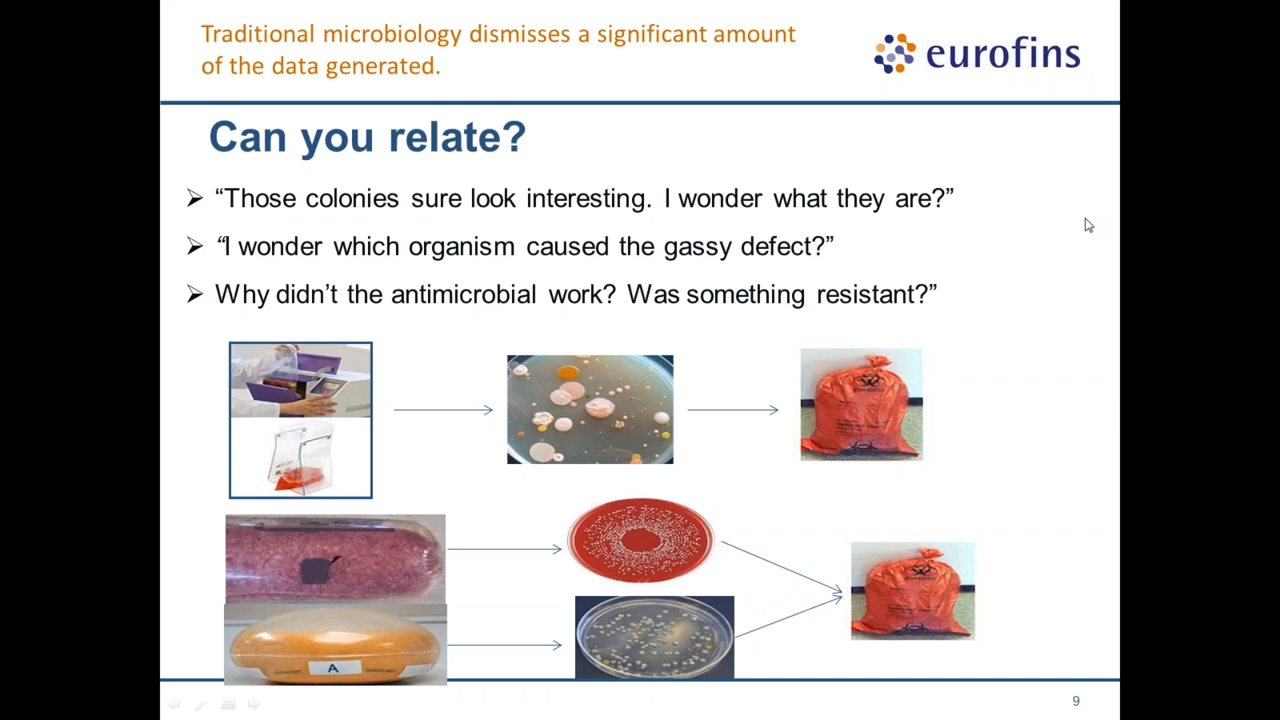 Traditional microbiology dismisses a significant amount
of the data generated.
eurofins
Can you relate?
“Those colonies sure look interesting. I wonder what they are?”
“I wonder which organism caused the gassy defect?”
Why didn’t the antimicrobial work? Was something resistant?”
A
9